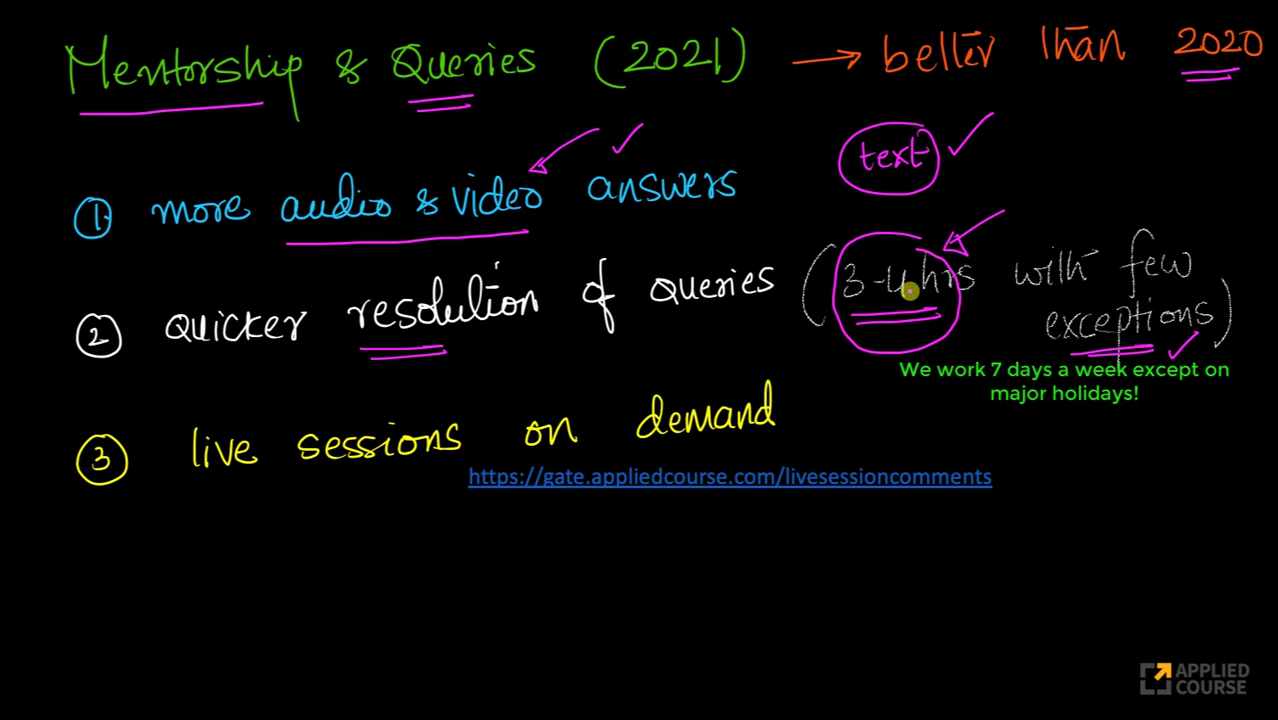 Mentorship & Queries (2021) → better than 2020
text
① more audio & video answers
② quicker resolution of queries (3-4hrs with few
exceptions)
We work 7 days a week except on
major holidays!
③ live sessions on demand
https://gate.appliedcourse.com/livesessioncomments
APPLIED
COURSE